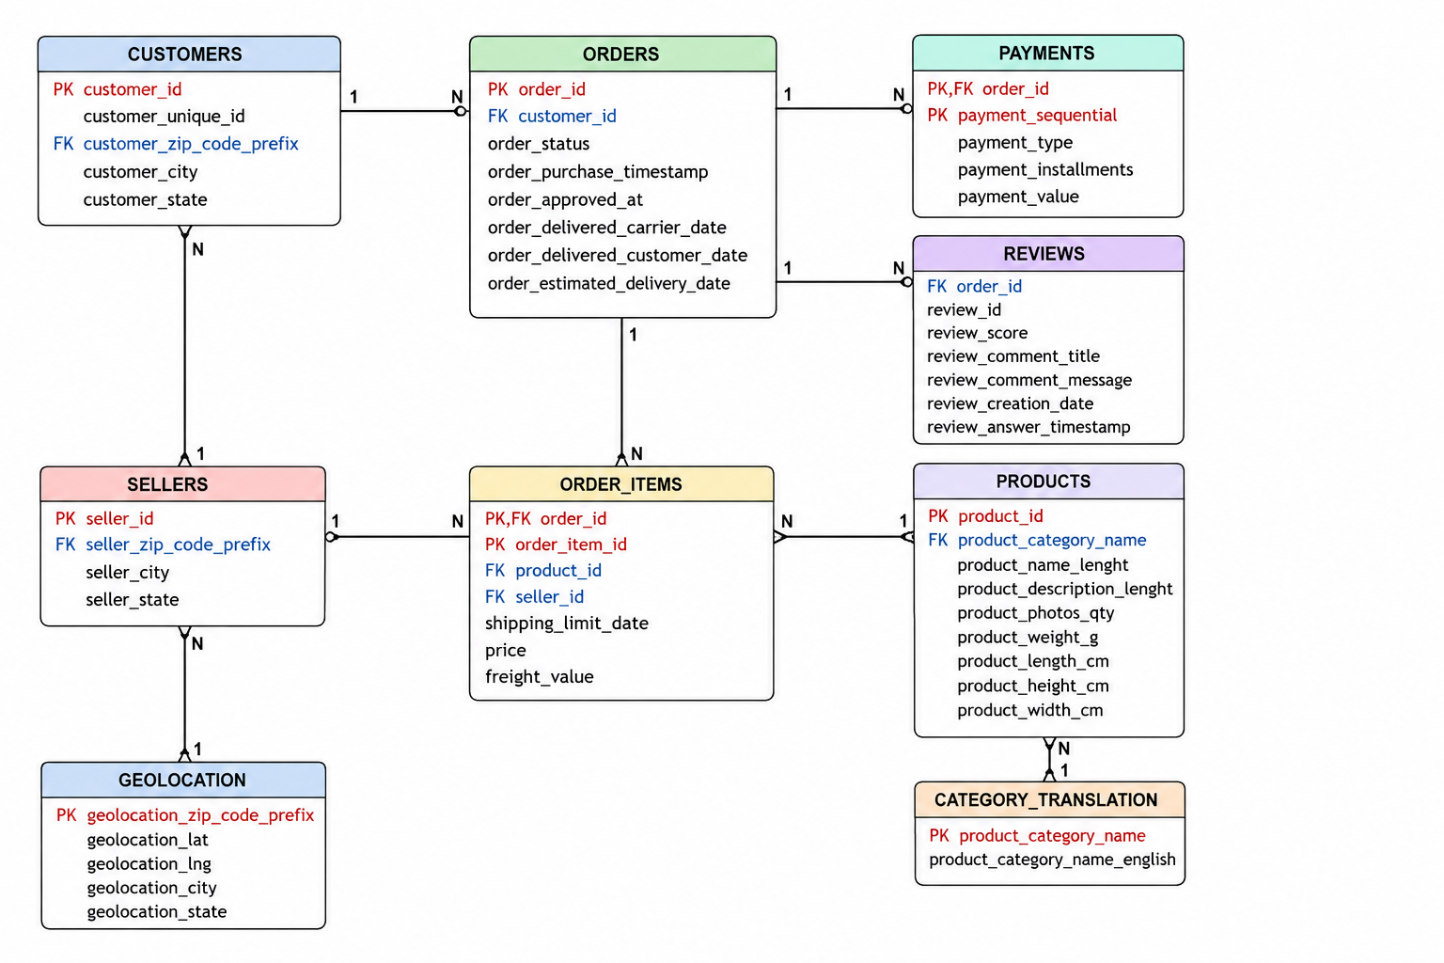 CUSTOMERS
PK customer_id
customer_unique_id
FK customer_zip_code_prefix
customer_city
customer_state
1
N
ORDERS
PK order_id
FK customer_id
order_status
order_purchase_timestamp
order_approved_at
order_delivered_carrier_date
order_delivered_customer_date
order_estimated_delivery_date
1
N
PAYMENTS
PK,FK order_id
PK payment_sequential
payment_type
payment_installments
payment_value
1
N
REVIEWS
FK order_id
review_id
review_score
review_comment_title
review_comment_message
review_creation_date
review_answer_timestamp
N
1
1
N
SELLERS
PK seller_id
FK seller_zip_code_prefix
seller_city
seller_state
1
N
ORDER_ITEMS
PK,FK order_id
PK order_item_id
FK product_id
FK seller_id
shipping_limit_date
price
freight_value
N
1
PRODUCTS
PK product_id
FK product_category_name
product_name_lenght
product_description_lenght
product_photos_qty
product_weight_g
product_length_cm
product_height_cm
product_width_cm
N
1
GEOLOCATION
PK geolocation_zip_code_prefix
geolocation_lat
geolocation_lng
geolocation_city
geolocation_state
N
1
CATEGORY_TRANSLATION
PK product_category_name
product_category_name_english